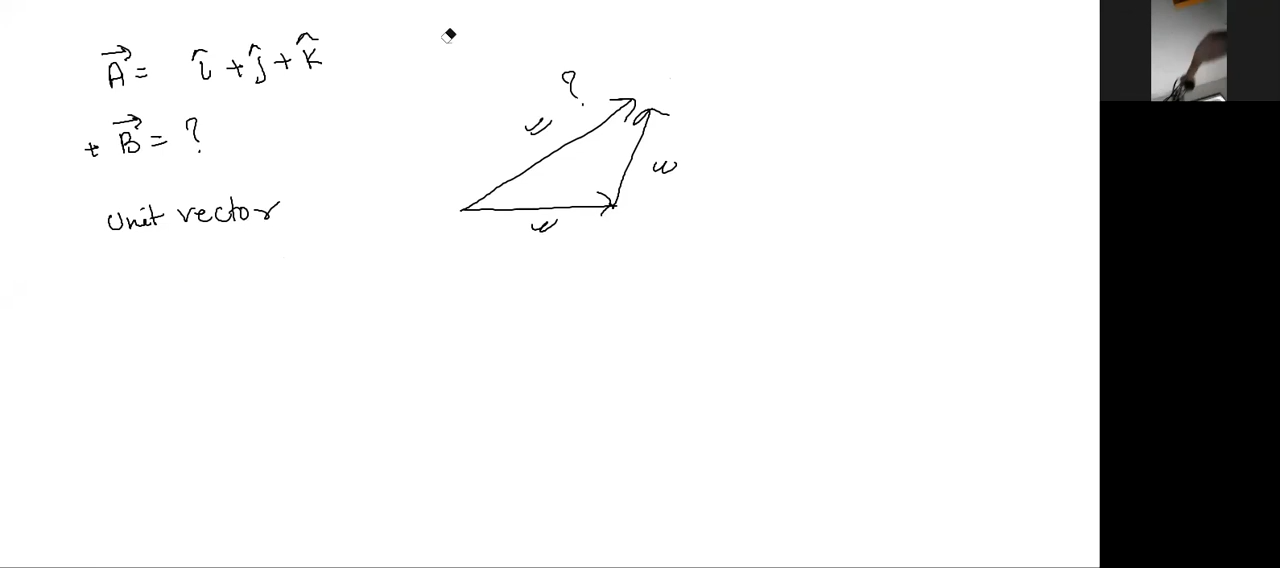 A⃗ = î + ĵ + k̂
?
+ B⃗ = ?
unit vector